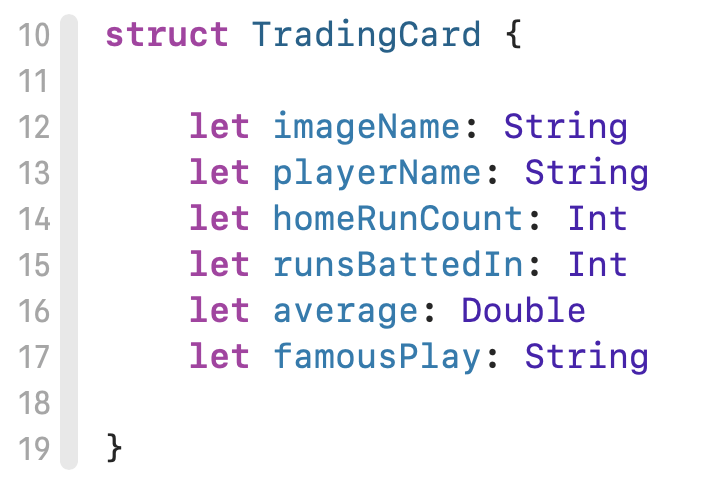 10 struct TradingCard {
11
12     let imageName: String
13     let playerName: String
14     let homeRunCount: Int
15     let runsBattedIn: Int
16     let average: Double
17     let famousPlay: String
18
19 }